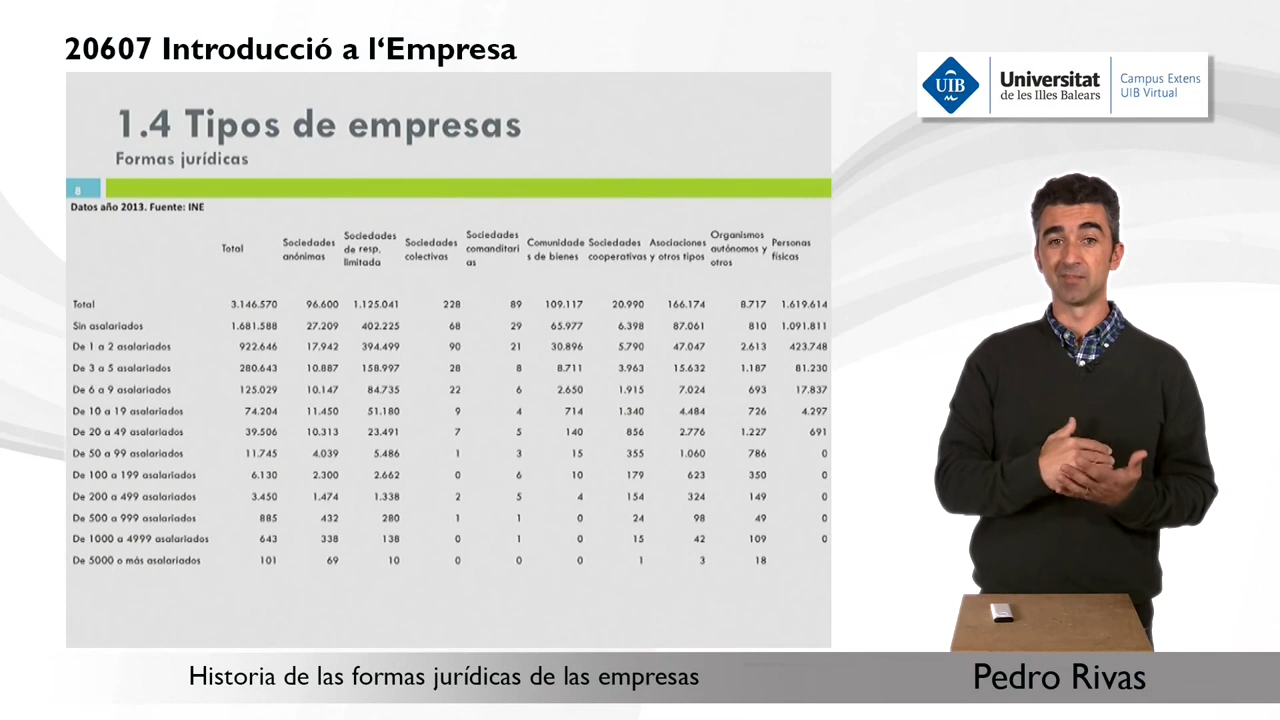 20607 Introducció a l‘Empresa
UIB
Universitat
de les Illes Balears
Campus Extens
UIB Virtual
1.4 Tipos de empresas
Formas jurídicas
8
Datos año 2013. Fuente: INE
Total Sociedades anónimas Sociedades de resp. limitada Sociedades colectivas Sociedades comanditari as Comunidade s de bienes Sociedades cooperativas Asociaciones y otros tipos Organismos autónomos y otros Personas físicas
Total 3.146.570 96.600 1.125.041 228 89 109.117 20.990 166.174 8.717 1.619.614
Sin asalariados 1.681.588 27.209 402.225 68 29 65.977 6.398 87.061 810 1.091.811
De 1 a 2 asalariados 922.646 17.942 394.499 90 21 30.896 5.790 47.047 2.613 423.748
De 3 a 5 asalariados 280.643 10.887 158.997 28 8 8.711 3.963 15.632 1.187 81.230
De 6 a 9 asalariados 125.029 10.147 84.735 22 6 2.650 1.915 7.024 693 17.837
De 10 a 19 asalariados 74.204 11.450 51.180 9 4 714 1.340 4.484 726 4.297
De 20 a 49 asalariados 39.506 10.313 23.491 7 5 140 856 2.776 1.227 691
De 50 a 99 asalariados 11.745 4.039 5.486 1 3 15 355 1.060 786 0
De 100 a 199 asalariados 6.130 2.300 2.662 0 6 10 179 623 350 0
De 200 a 499 asalariados 3.450 1.474 1.338 2 5 4 154 324 149 0
De 500 a 999 asalariados 885 432 280 1 1 0 24 98 49 0
De 1000 a 4999 asalariados 643 338 138 0 1 0 15 42 109 0
De 5000 o más asalariados 101 69 10 0 0 0 1 3 18
Historia de las formas jurídicas de las empresas
Pedro Rivas